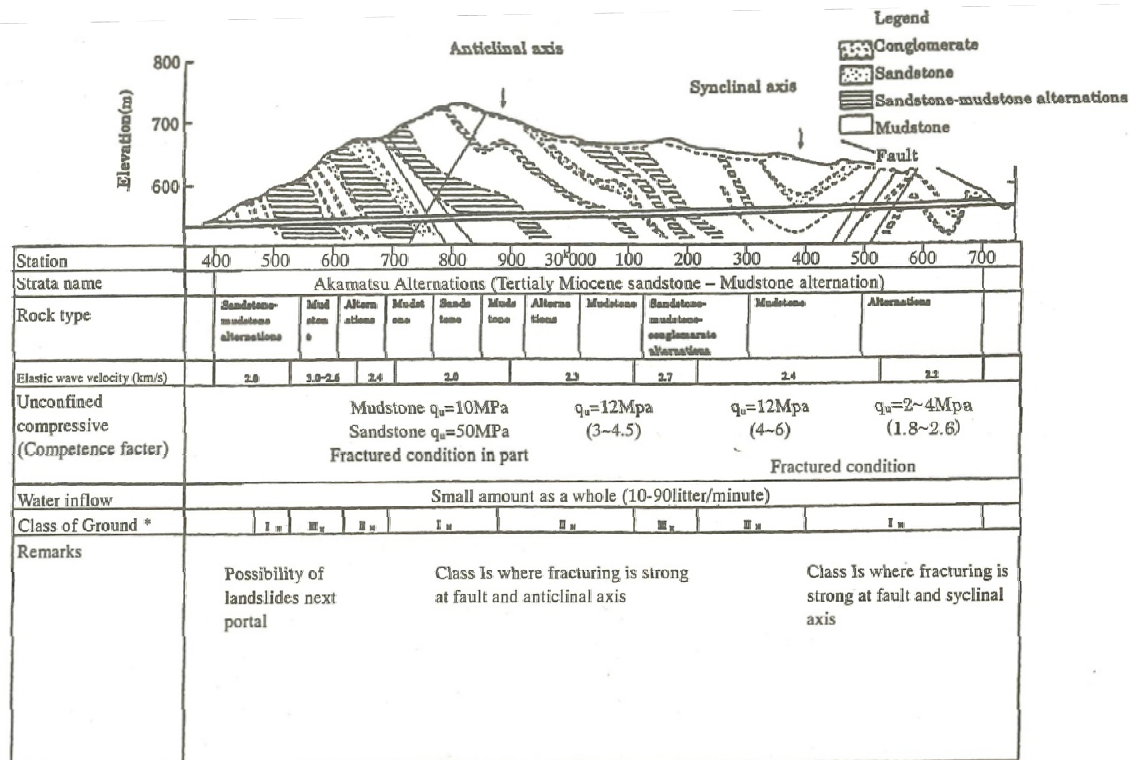 Legend
Conglomerate
Sandstone
Sandstone-mudstone alternations
Mudstone
Fault
Anticlinal axis
Synclinal axis
Elevation(m)
800
700
600
Station 400 500 600 700 800 900 30k000 100 200 300 400 500 600 700
Strata name Akamatsu Alternations (Tertialy Miocene sandstone – Mudstone alternation)
Rock type
Sandstone-
mudstone
alternations
Mud
ston
e
Altern
ations
Mudst
one
Sands
tone
Muds
tone
Alterna
tions
Mudstone
Sandstone-
mudstone-
conglomarate
alternations
Mudstone
Alternations
Elastic wave velocity (km/s) 2.0 2.4 2.0 2.3 2.7 2.4 2.2
Unconfined
compressive
(Competence facter)
Mudstone qu=10MPa
Sandstone qu=50MPa
Fractured condition in part
qu=12Mpa
(3~4.5)
qu=12Mpa
(4~6)
qu=2~4Mpa
(1.8~2.6)
Fractured condition
Water inflow Small amount as a whole (10-90litter/minute)
Class of Ground * I N II N I N II N I N
Remarks
Possibility of
landslides next
portal
Class Is where fracturing is strong
at fault and anticlinal axis
Class Is where fracturing is
strong at fault and syclinal
axis